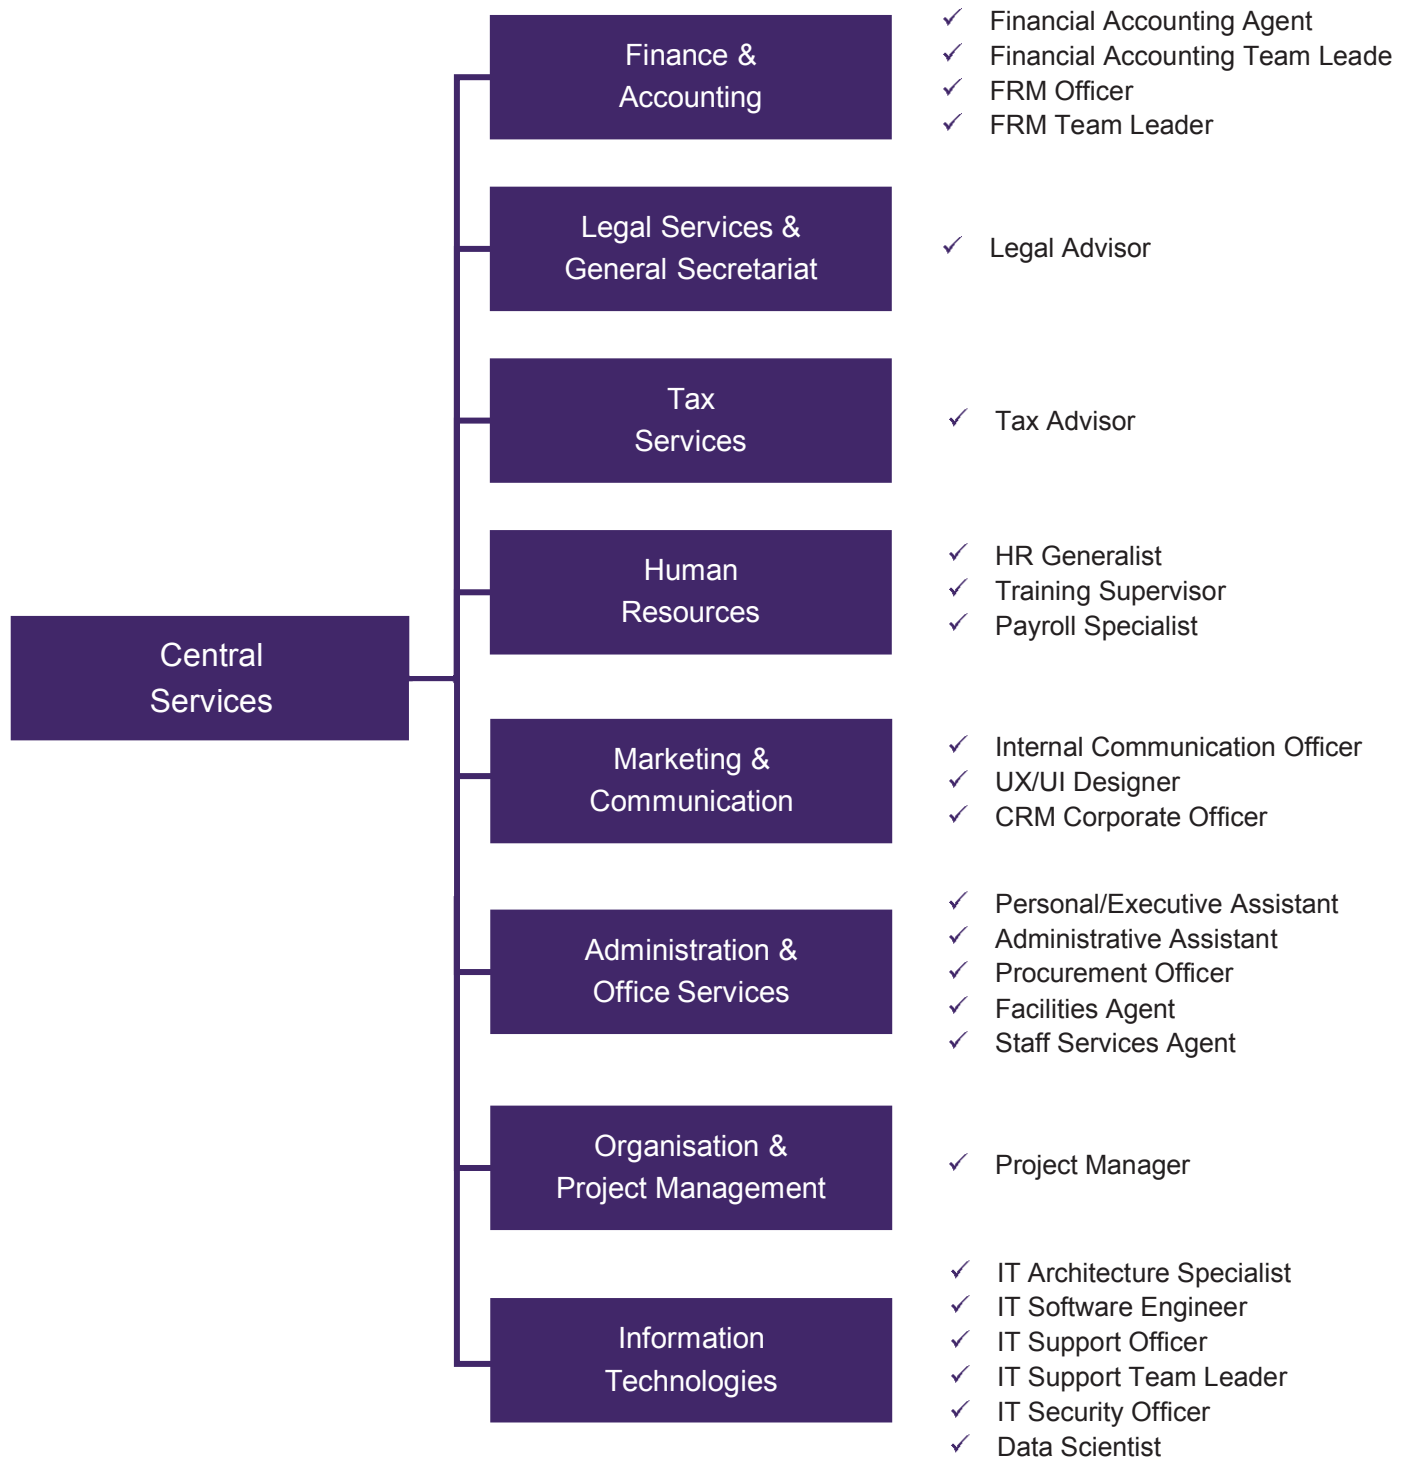 Finance &
Accounting
Financial Accounting Agent
Financial Accounting Team Leade
FRM Officer
FRM Team Leader
Legal Services &
General Secretariat
Legal Advisor
Tax
Services
Tax Advisor
Human
Resources
HR Generalist
Training Supervisor
Payroll Specialist
Central
Services
Marketing &
Communication
Internal Communication Officer
UX/UI Designer
CRM Corporate Officer
Administration &
Office Services
Personal/Executive Assistant
Administrative Assistant
Procurement Officer
Facilities Agent
Staff Services Agent
Organisation &
Project Management
Project Manager
Information
Technologies
IT Architecture Specialist
IT Software Engineer
IT Support Officer
IT Support Team Leader
IT Security Officer
Data Scientist